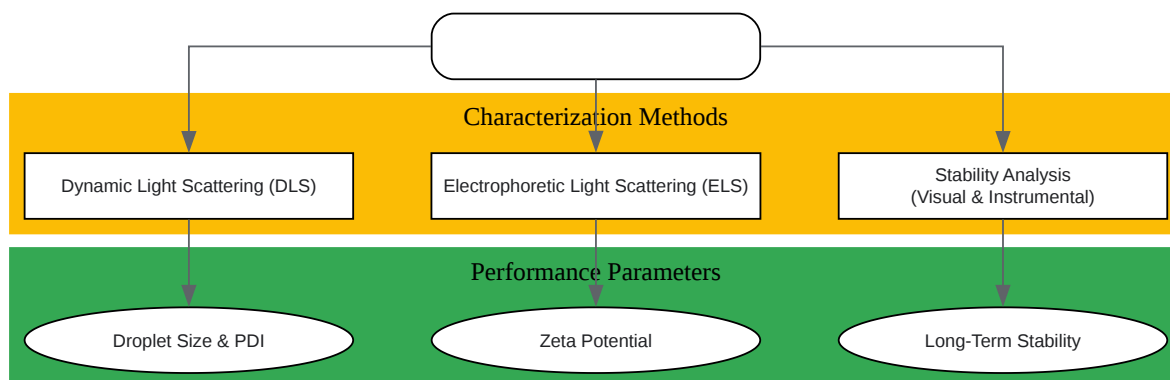 Characterization Methods
Dynamic Light Scattering (DLS)
Electrophoretic Light Scattering (ELS)
Stability Analysis
(Visual & Instrumental)
Performance Parameters
Droplet Size & PDI
Zeta Potential
Long-Term Stability